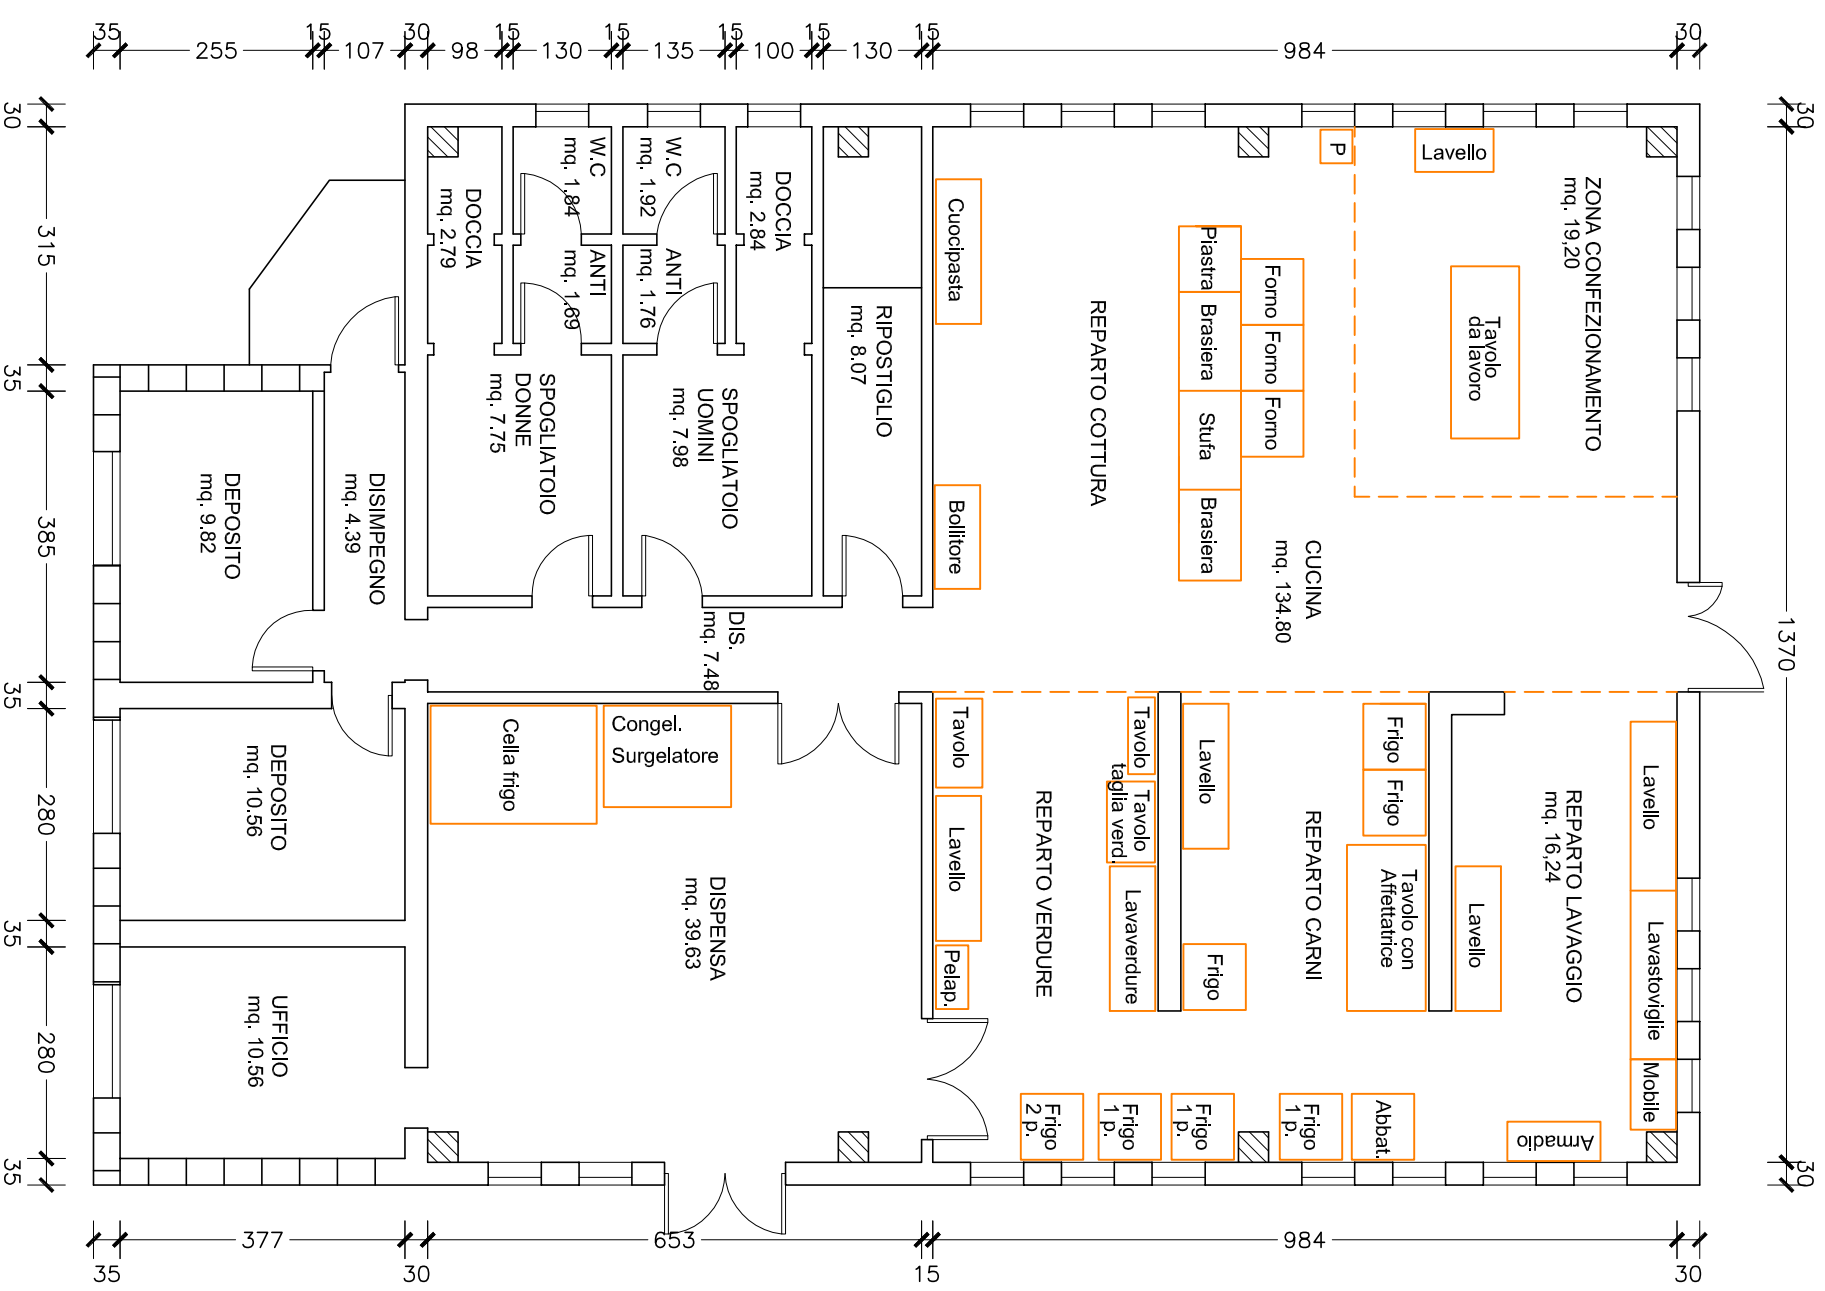 35
255
15
107
30
98
15
130
15
135
15
100
15
130
15
984
30
30
315
35
385
35
280
35
280
35
30
1370
30
35
377
30
653
15
984
30
W.C
mq. 1.84
W.C
mq. 1.92
DOCCIA
mq. 2.79
DOCCIA
mq. 2.84
ANTI
mq. 1.69
ANTI
mq. 1.76
SPOGLIATOIO
DONNE
mq. 7.75
SPOGLIATOIO
UOMINI
mq. 7.98
RIPOSTIGLIO
mq. 8.07
DEPOSITO
mq. 9.82
DISIMPEGNO
mq. 4.39
DIS.
mq. 7.48
DEPOSITO
mq. 10.56
UFFICIO
mq. 10.56
DISPENSA
mq. 39.63
Cella frigo
Congel.
Surgelatore
Cuocipasta
Bollitore
REPARTO COTTURA
Piastra
Brasiera
Stufa
Brasiera
Forno
Forno
Forno
P
Lavello
ZONA CONFEZIONAMENTO
mq. 19,20
Tavolo
da lavoro
CUCINA
mq. 134.80
Tavolo
Lavello
Pelap.
REPARTO VERDURE
Tavolo
Tavolo
taglia verd.
Lavaverdure
Lavello
Frigo
REPARTO CARNI
Frigo
Frigo
Tavolo con
Affettatrice
Lavello
REPARTO LAVAGGIO
mq. 16,24
Lavello
Lavastoviglie
Mobile
Frigo
2 p.
Frigo
1 p.
Frigo
1 p.
Frigo
1 p.
Abbat.
Armadio